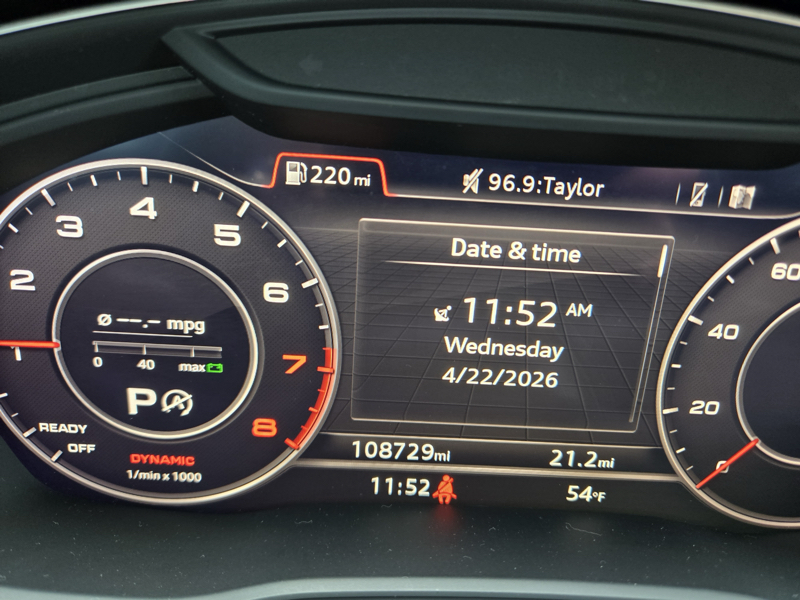 220 mi
96.9:Taylor
Date & time
11:52 AM
Wednesday
4/22/2026
1
2
3
4
5
6
7
8
Ø --.- mpg
0 40 max
P
READY
OFF
DYNAMIC
1/min x 1000
108729mi
21.2mi
11:52
54°F
0
20
40
60